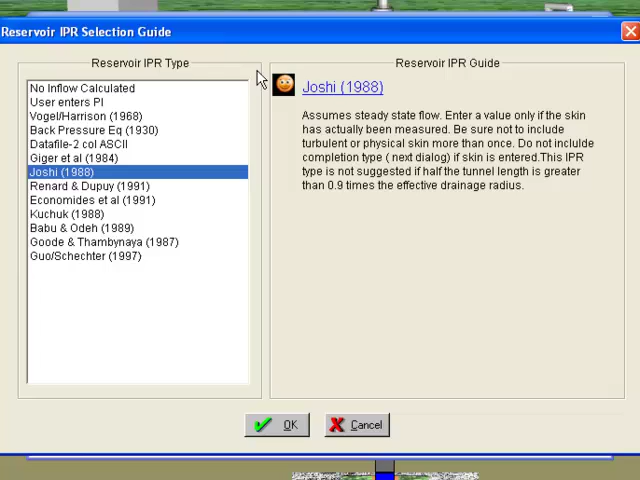 Reservoir IPR Selection Guide
Reservoir IPR Type
No Inflow Calculated
User enters PI
Vogel/Harrison (1968)
Back Pressure Eq (1930)
Datafile-2 col ASCII
Giger et al (1984)
Joshi (1988)
Renard & Dupuy (1991)
Economides et al (1991)
Kuchuk (1988)
Babu & Odeh (1989)
Goode & Thambynaya (1987)
Guo/Schechter (1997)
Reservoir IPR Guide
Joshi (1988)
Assumes steady state flow. Enter a value only if the skin
has actually been measured. Be sure not to include
turbulent or physical skin more than once. Do not inclulde
completion type ( next dialog) if skin is entered.This IPR
type is not suggested if half the tunnel length is greater
than 0.9 times the effective drainage radius.
OK
Cancel